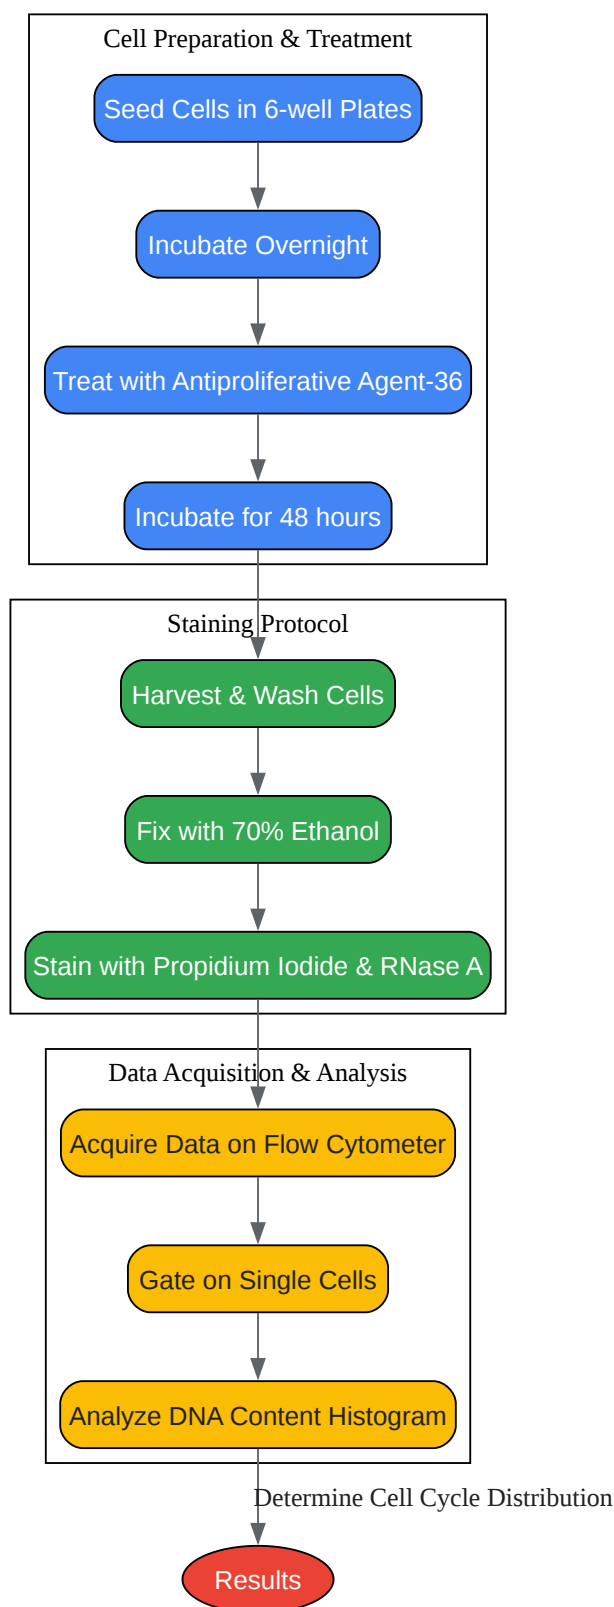 Cell Preparation & Treatment
Seed Cells in 6-well Plates
Incubate Overnight
Treat with Antiproliferative Agent-36
Incubate for 48 hours
Staining Protocol
Harvest & Wash Cells
Fix with 70% Ethanol
Stain with Propidium Iodide & RNase A
Data Acquisition & Analysis
Acquire Data on Flow Cytometer
Gate on Single Cells
Analyze DNA Content Histogram
Determine Cell Cycle Distribution
Results